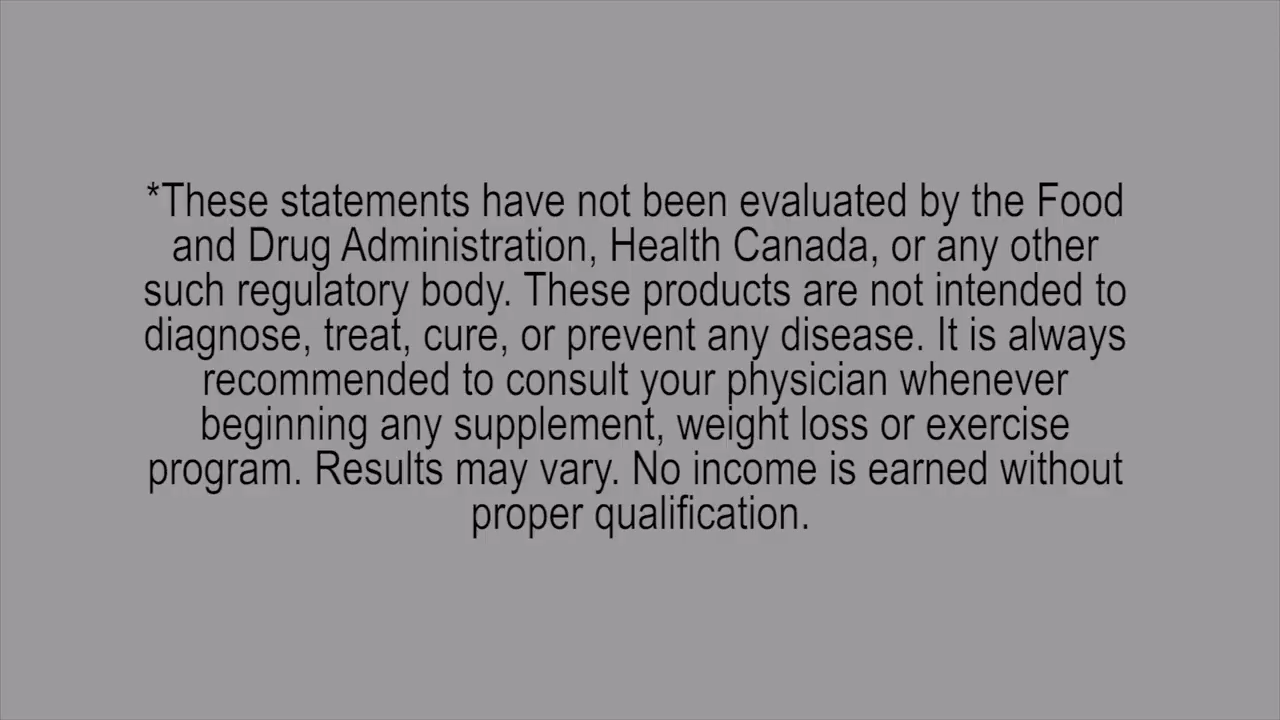 *These statements have not been evaluated by the Food
and Drug Administration, Health Canada, or any other
such regulatory body. These products are not intended to
diagnose, treat, cure, or prevent any disease. It is always
recommended to consult your physician whenever
beginning any supplement, weight loss or exercise
program. Results may vary. No income is earned without
proper qualification.